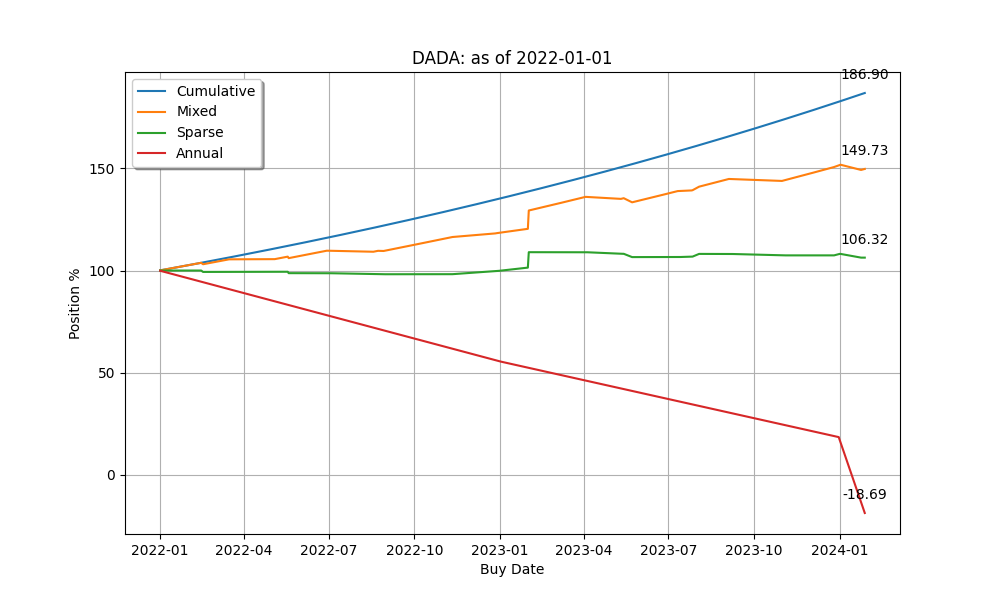 DADA: as of 2022-01-01
186.90
Cumulative
Mixed
Sparse
Annual
149.73
106.32
-18.69
150
100
50
0
Position %
2022-01
2022-04
2022-07
2022-10
2023-01
2023-04
2023-07
2023-10
2024-01
Buy Date